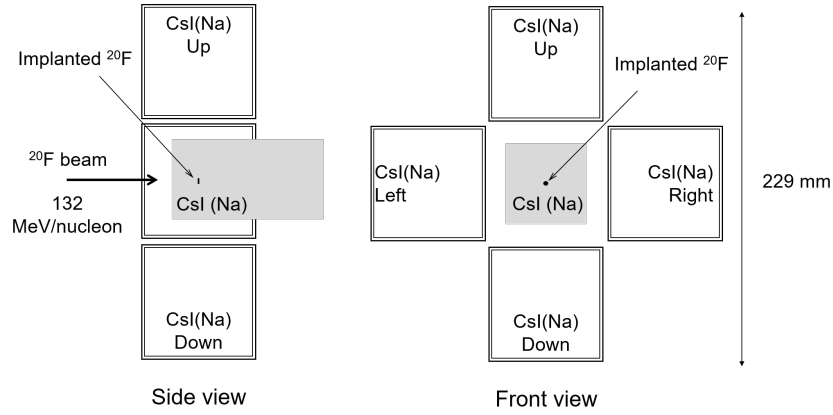 CsI(Na)
Up
Implanted ²⁰F
²⁰F beam
132
MeV/nucleon
CsI (Na)
CsI(Na)
Down
Side view
CsI(Na)
Up
Implanted ²⁰F
CsI(Na)
Left
CsI (Na)
CsI(Na)
Right
229 mm
CsI(Na)
Down
Front view